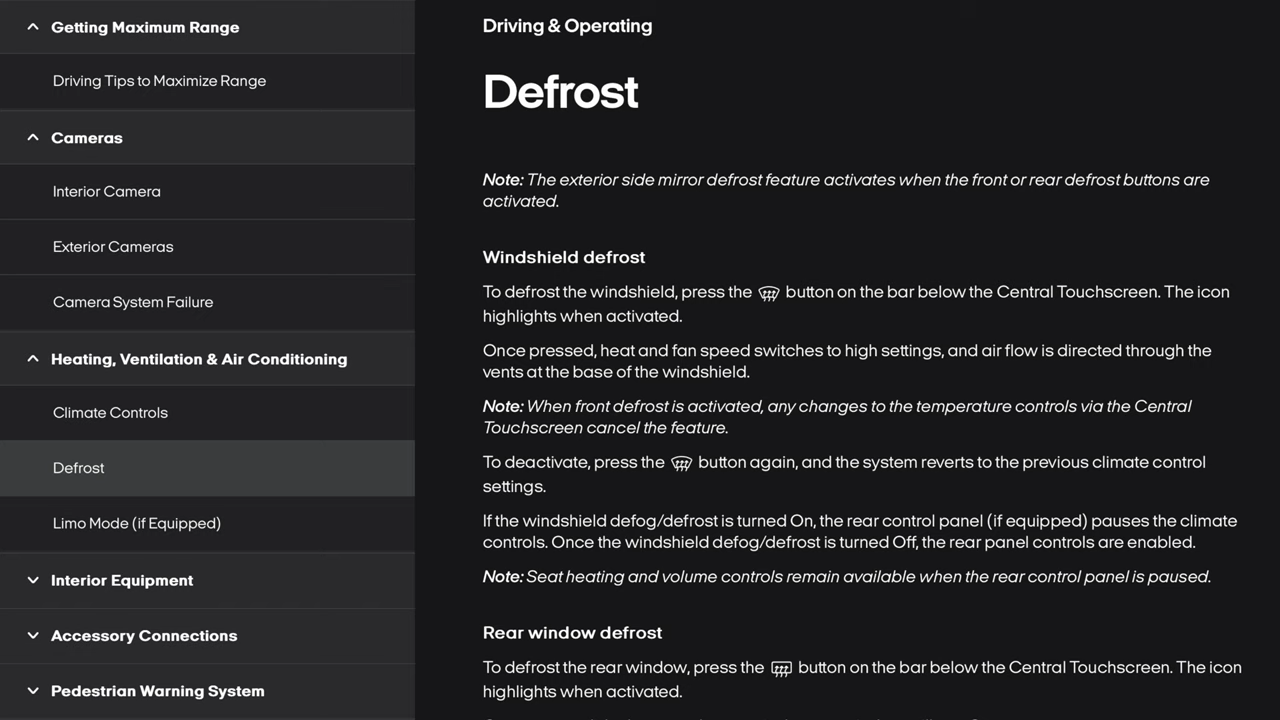 Getting Maximum Range
Driving Tips to Maximize Range
Cameras
Interior Camera
Exterior Cameras
Camera System Failure
Heating, Ventilation & Air Conditioning
Climate Controls
Defrost
Limo Mode (if Equipped)
Interior Equipment
Accessory Connections
Pedestrian Warning System
Driving & Operating
Defrost
Note: The exterior side mirror defrost feature activates when the front or rear defrost buttons are
activated.
Windshield defrost
To defrost the windshield, press the button on the bar below the Central Touchscreen. The icon
highlights when activated.
Once pressed, heat and fan speed switches to high settings, and air flow is directed through the
vents at the base of the windshield.
Note: When front defrost is activated, any changes to the temperature controls via the Central
Touchscreen cancel the feature.
To deactivate, press the button again, and the system reverts to the previous climate control
settings.
If the windshield defog/defrost is turned On, the rear control panel (if equipped) pauses the climate
controls. Once the windshield defog/defrost is turned Off, the rear panel controls are enabled.
Note: Seat heating and volume controls remain available when the rear control panel is paused.
Rear window defrost
To defrost the rear window, press the button on the bar below the Central Touchscreen. The icon
highlights when activated.